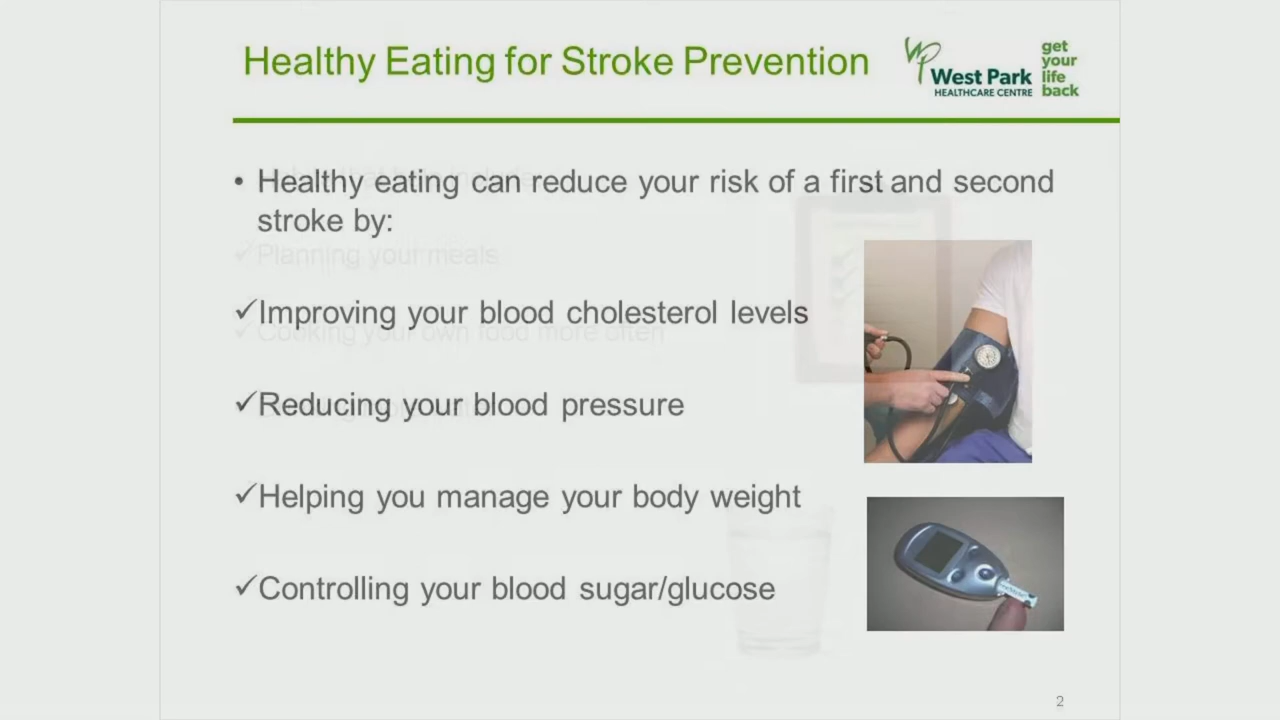 Healthy Eating for Stroke Prevention
West Park
HEALTHCARE CENTRE
get
your
life
back
• Healthy eating can reduce your risk of a first and second
stroke by:
✓Planning your meals
✓Improving your blood cholesterol levels
✓Cooking your own food more often
✓Reducing your blood pressure
✓Helping you manage your body weight
✓Controlling your blood sugar/glucose
2